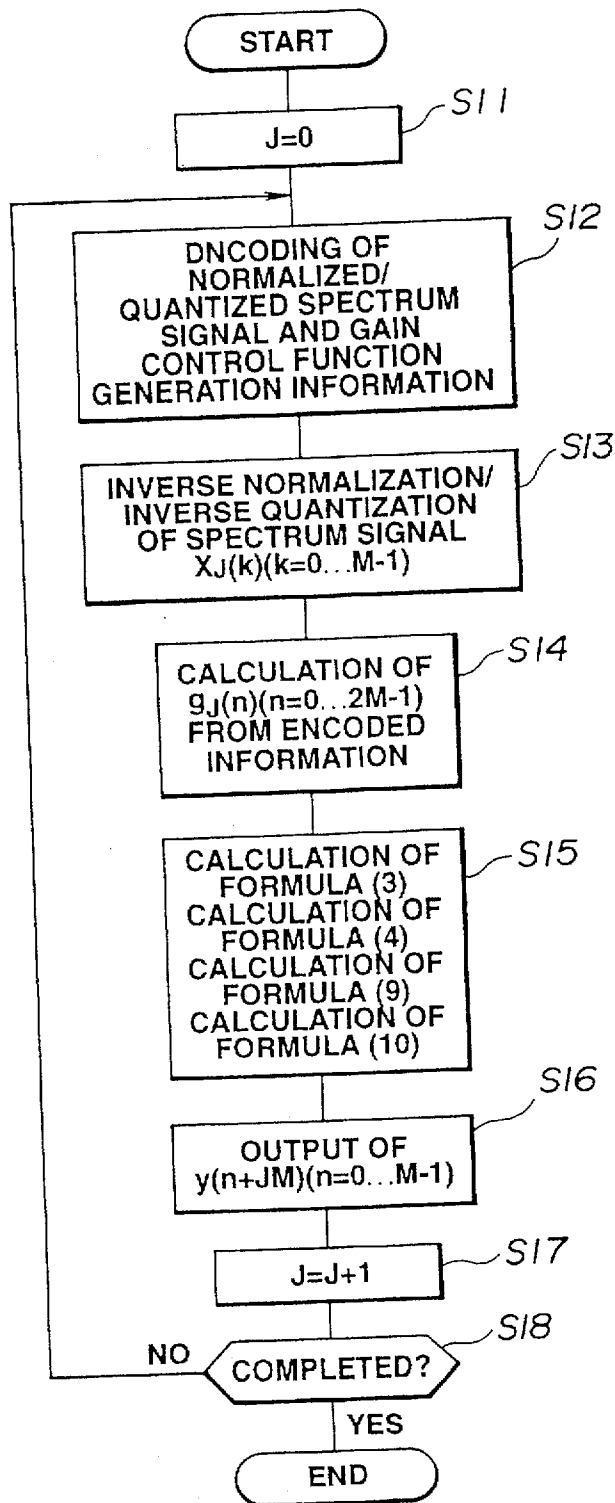 START
S11
J=0
S12
DNCODING OF
NORMALIZED/
QUANTIZED SPECTRUM
SIGNAL AND GAIN
CONTROL FUNCTION
GENERATION INFORMATION
S13
INVERSE NORMALIZATION/
INVERSE QUANTIZATION
OF SPECTRUM SIGNAL
XJ(k)(k=0...M-1)
S14
CALCULATION OF
gJ(n)(n=0...2M-1)
FROM ENCODED
INFORMATION
S15
CALCULATION OF
FORMULA (3)
CALCULATION OF
FORMULA (4)
CALCULATION OF
FORMULA (9)
CALCULATION OF
FORMULA (10)
S16
OUTPUT OF
y(n+JM)(n=0...M-1)
S17
J=J+1
S18
NO
COMPLETED?
YES
END